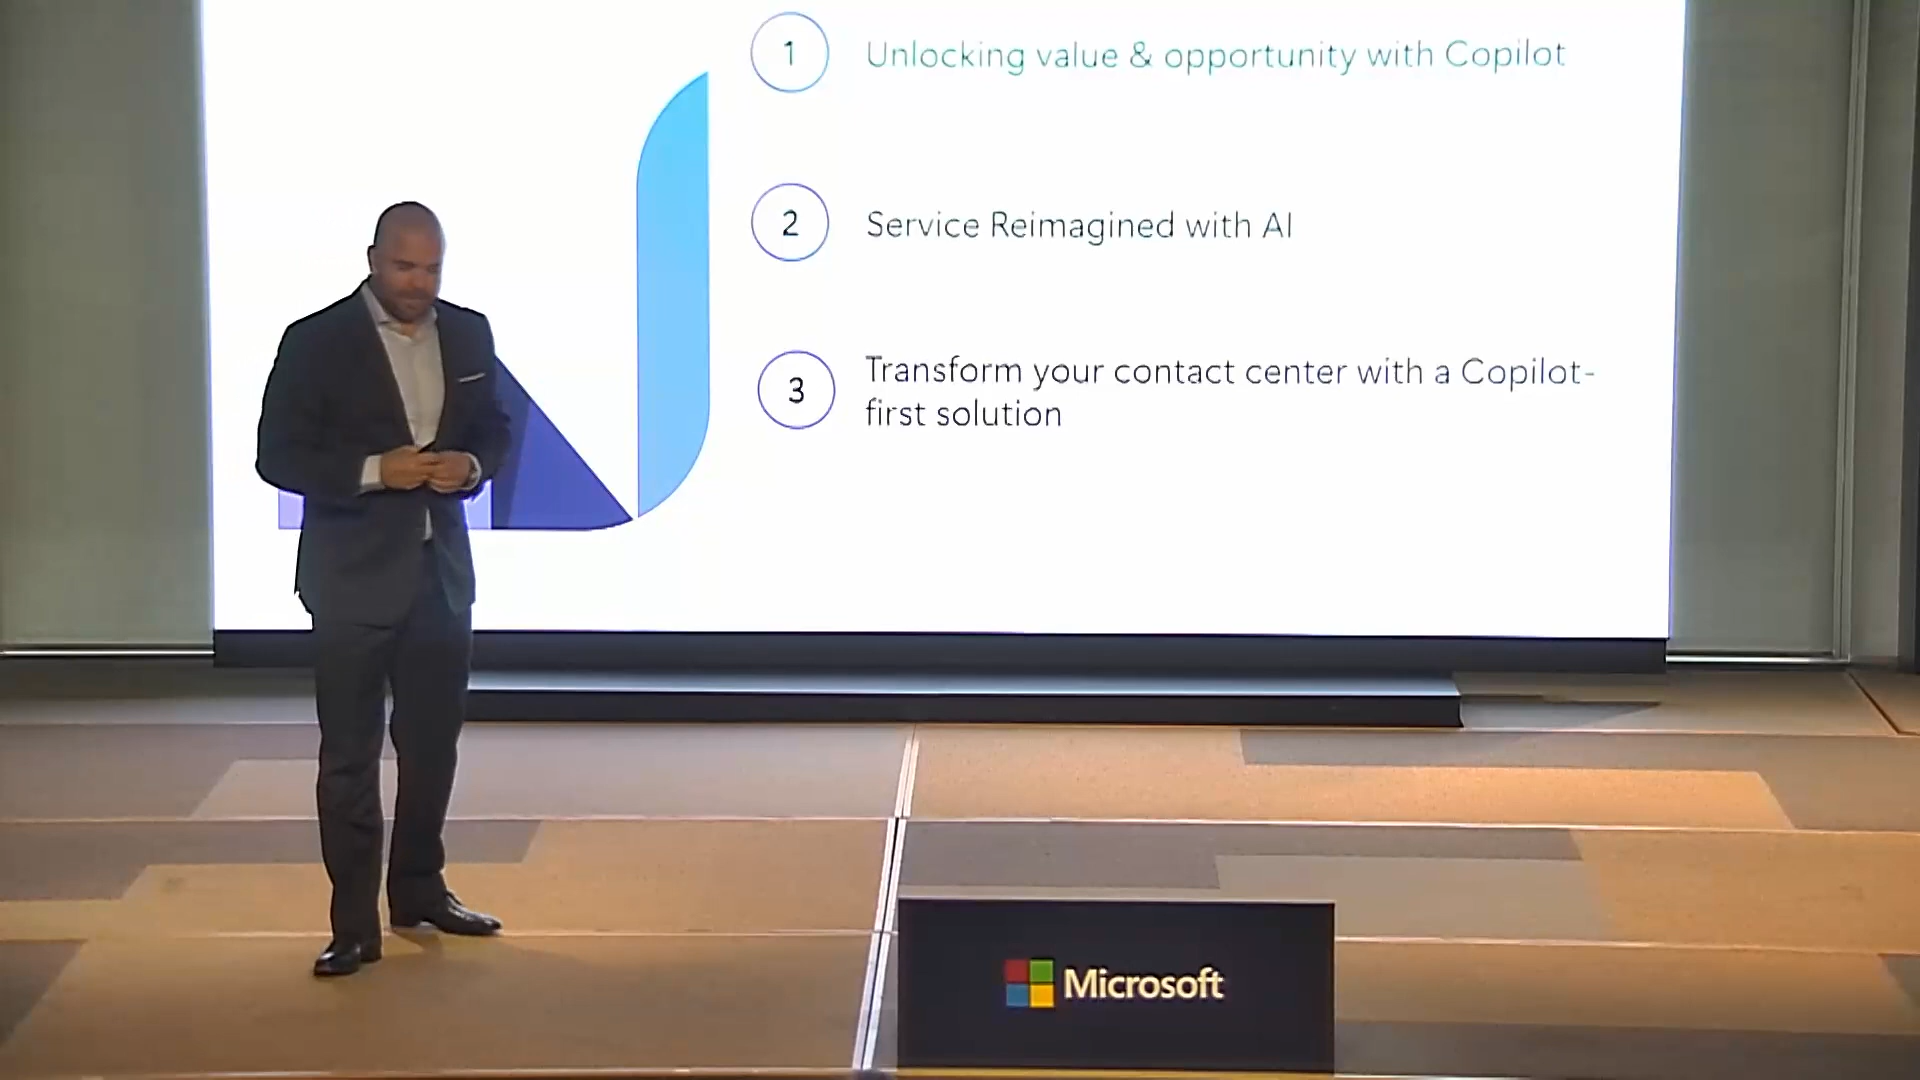 1
Unlocking value & opportunity with Copilot
2
Service Reimagined with AI
3
Transform your contact center with a Copilot-
first solution
Microsoft